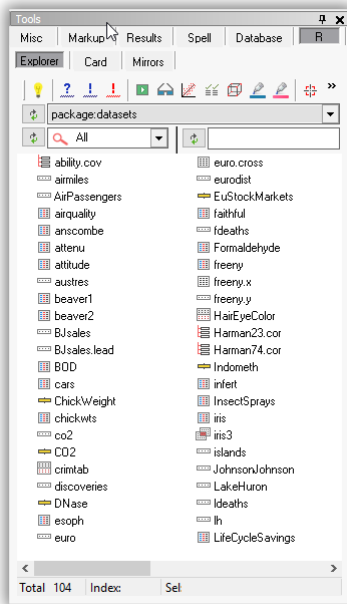 Tools
Misc Markup Results Spell Database R
Explorer Card Mirrors
package:datasets
All
ability.cov
airmiles
AirPassengers
airquality
anscombe
attenu
attitude
austres
beaver1
beaver2
BJsales
BJsales.lead
BOD
cars
ChickWeight
chickwts
co2
CO2
crimtab
discoveries
DNase
esoph
euro
euro.cross
eurodist
EuStockMarkets
faithful
fdeaths
Formaldehyde
freeny
freeny.x
freeny.y
HairEyeColor
Harman23.cor
Harman74.cor
Indometh
infert
InsectSprays
iris
iris3
islands
JohnsonJohnson
LakeHuron
ldeaths
lh
LifeCycleSavings
Total 104 Index: Sel: